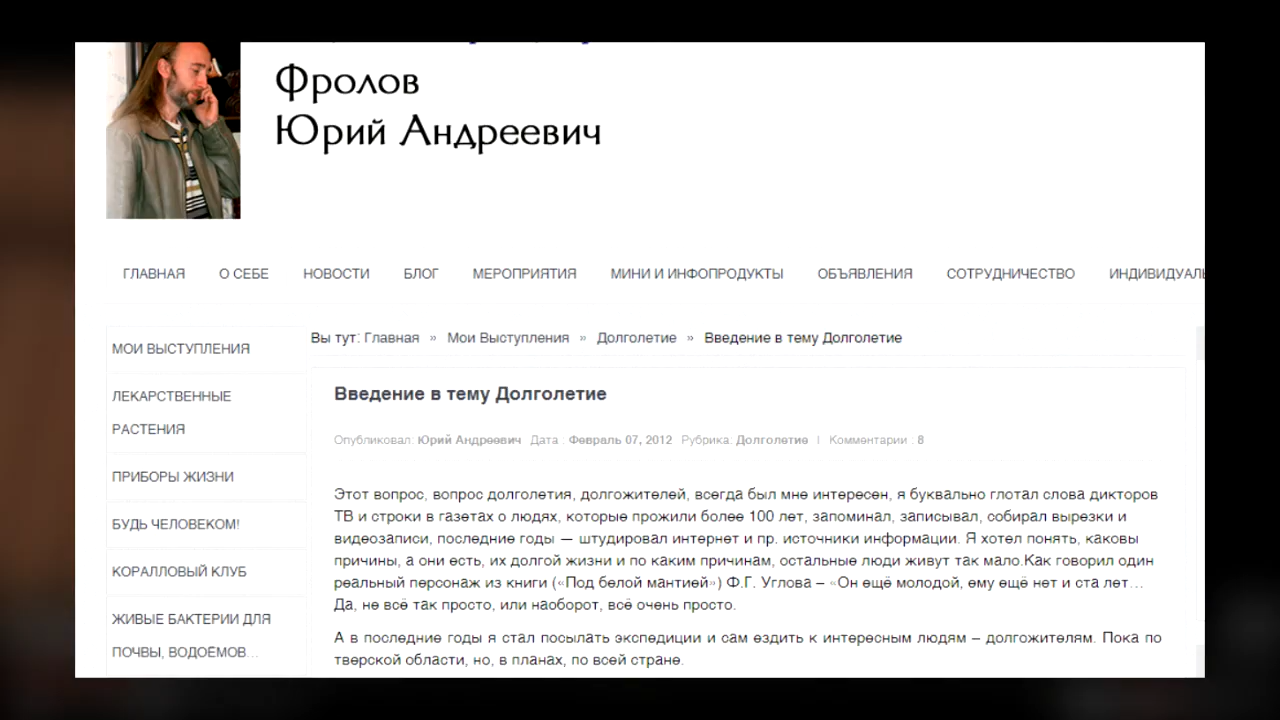 Фролов
Юрий Андреевич
ГЛАВНАЯ О СЕБЕ НОВОСТИ БЛОГ МЕРОПРИЯТИЯ МИНИ И ИНФОПРОДУКТЫ ОБЪЯВЛЕНИЯ СОТРУДНИЧЕСТВО ИНДИВИДУАЛЬ
Вы тут: Главная » Мои Выступления » Долголетие » Введение в тему Долголетие
МОИ ВЫСТУПЛЕНИЯ
ЛЕКАРСТВЕННЫЕ
РАСТЕНИЯ
ПРИБОРЫ ЖИЗНИ
БУДЬ ЧЕЛОВЕКОМ!
КОРАЛЛОВЫЙ КЛУБ
ЖИВЫЕ БАКТЕРИИ ДЛЯ
ПОЧВЫ, ВОДОЁМОВ...
Введение в тему Долголетие
Опубликовал: Юрий Андреевич Дата : Февраль 07, 2012 Рубрика: Долголетие | Комментарии : 8
Этот вопрос, вопрос долголетия, долгожителей, всегда был мне интересен, я буквально глотал слова дикторов
ТВ и строки в газетах о людях, которые прожили более 100 лет, запоминал, записывал, собирал вырезки и
видеозаписи, последние годы — штудировал интернет и пр. источники информации. Я хотел понять, каковы
причины, а они есть, их долгой жизни и по каким причинам, остальные люди живут так мало.Как говорил один
реальный персонаж из книги («Под белой мантией») Ф.Г. Углова – «Он ещё молодой, ему ещё нет и ста лет…
Да, не всё так просто, или наоборот, всё очень просто.
А в последние годы я стал посылать экспедиции и сам ездить к интересным людям – долгожителям. Пока по
тверской области, но, в планах, по всей стране.